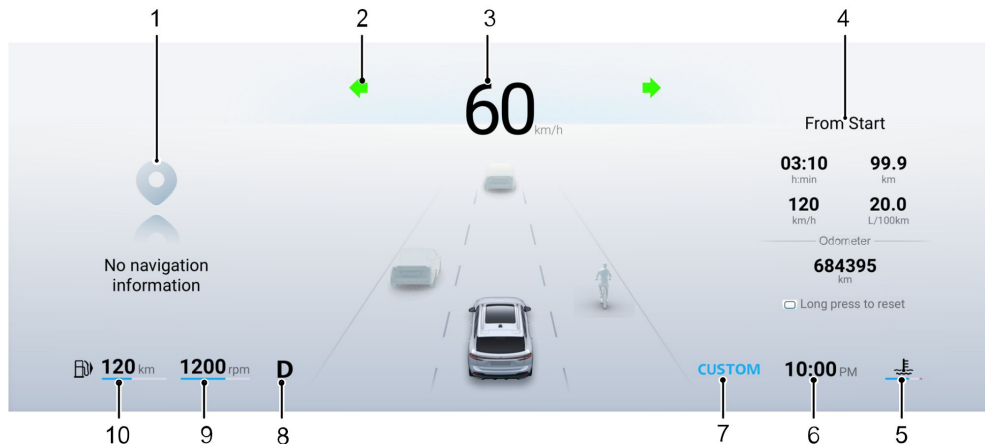 1
2
3
4
60 km/h
From Start
03:10 99.9
h:min km
120 20.0
km/h L/100km
Odometer
684395
km
Long press to reset
No navigation
information
120 km 1200 rpm D CUSTOM 10:00 PM
10 9 8 7 6 5